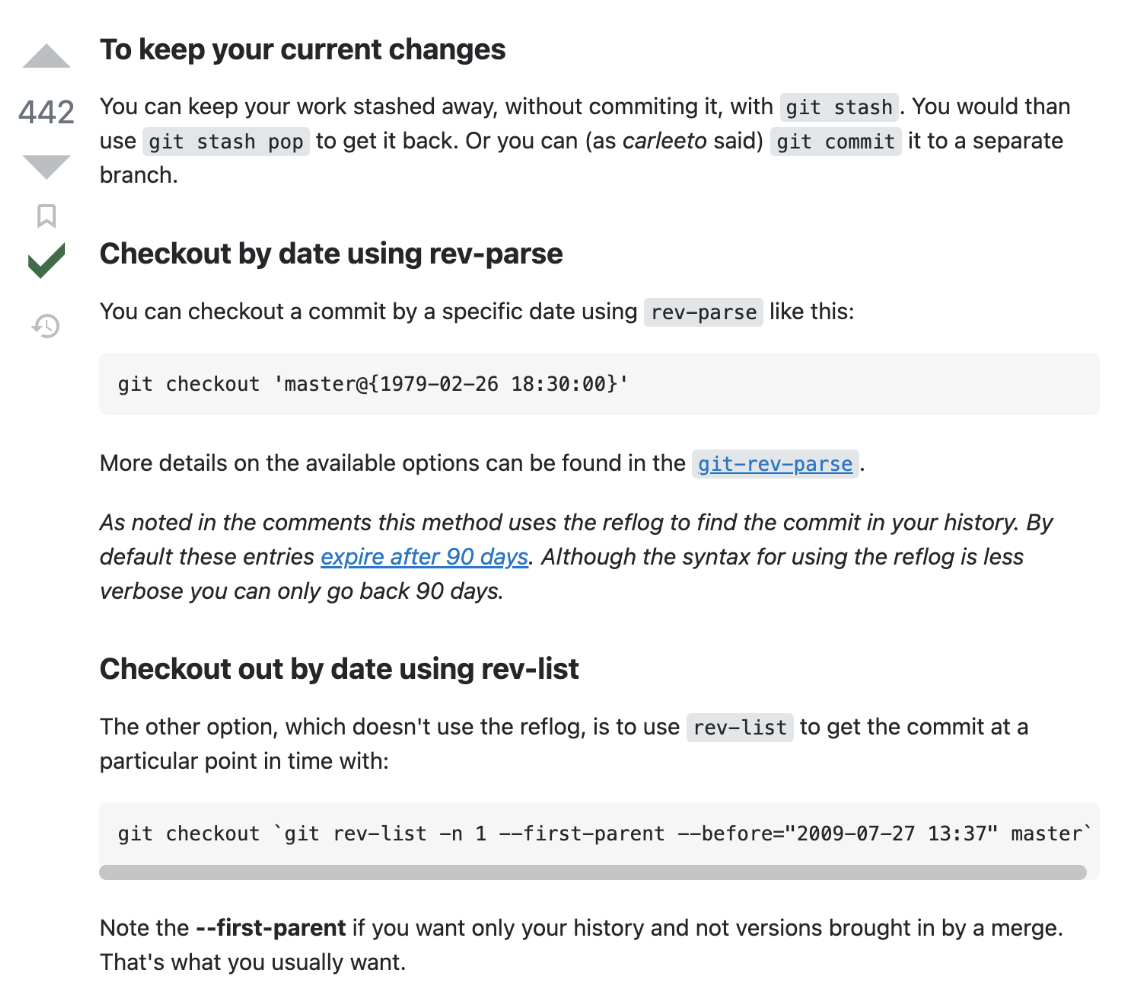 To keep your current changes
442
You can keep your work stashed away, without commiting it, with git stash. You would than
use git stash pop to get it back. Or you can (as carleeto said) git commit it to a separate
branch.
Checkout by date using rev-parse
You can checkout a commit by a specific date using rev-parse like this:
git checkout 'master@{1979-02-26 18:30:00}'
More details on the available options can be found in the git-rev-parse.
As noted in the comments this method uses the reflog to find the commit in your history. By
default these entries expire after 90 days. Although the syntax for using the reflog is less
verbose you can only go back 90 days.
Checkout out by date using rev-list
The other option, which doesn't use the reflog, is to use rev-list to get the commit at a
particular point in time with:
git checkout `git rev-list -n 1 --first-parent --before="2009-07-27 13:37" master`
Note the --first-parent if you want only your history and not versions brought in by a merge.
That's what you usually want.